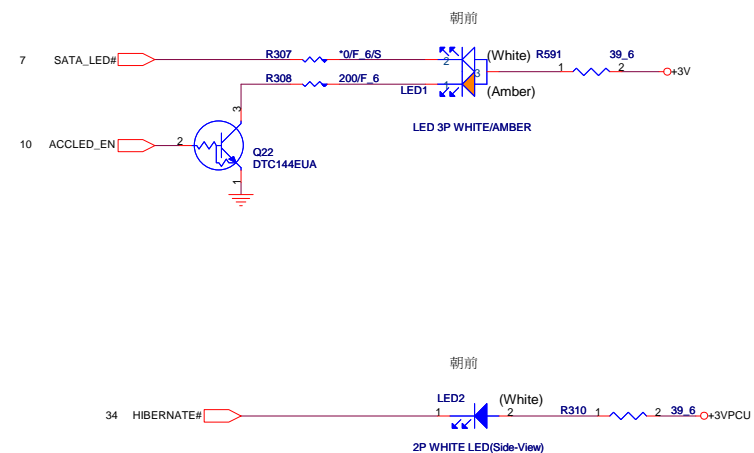 朝前
7 SATA_LED# R307 *0/F_6/S 2 (White) R591 39_6
3 1 2 +3V
R308 200/F_6 1 (Amber)
LED1
LED 3P WHITE/AMBER
3
10 ACCLED_EN 2
Q22
DTC144EUA
1
朝前
LED2 (White)
34 HIBERNATE# 1 2 R310 1 2 39_6 +3VPCU
2P WHITE LED(Side-View)